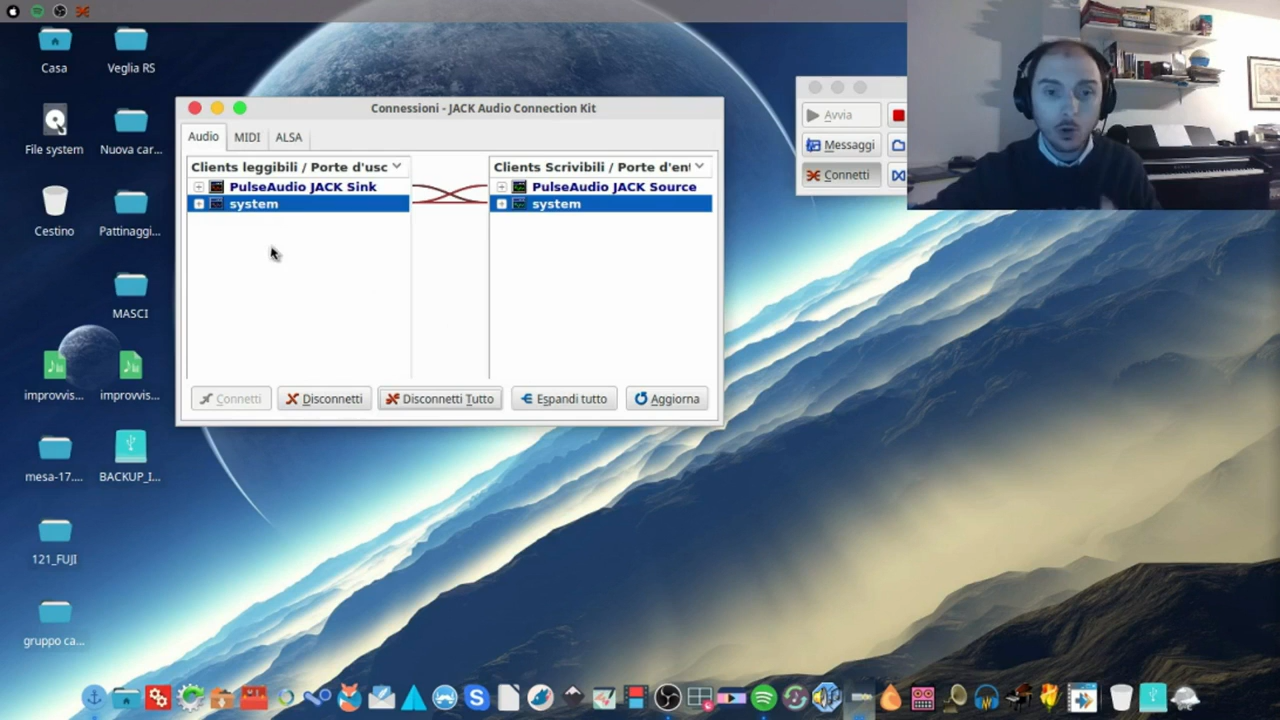 Casa
Veglia RS
File system
Nuova car...
Cestino
Pattinaggi...
MASCI
improvvis...
improvvis...
mesa-17....
BACKUP_I...
121_FUJI
gruppo ca...
Connessioni - JACK Audio Connection Kit
Audio
MIDI
ALSA
Clients leggibili / Porte d'usc
Clients Scrivibili / Porte d'en
PulseAudio JACK Sink
PulseAudio JACK Source
system
system
Connetti
Disconnetti
Disconnetti Tutto
Espandi tutto
Aggiorna
Avvia
Messaggi
Connetti